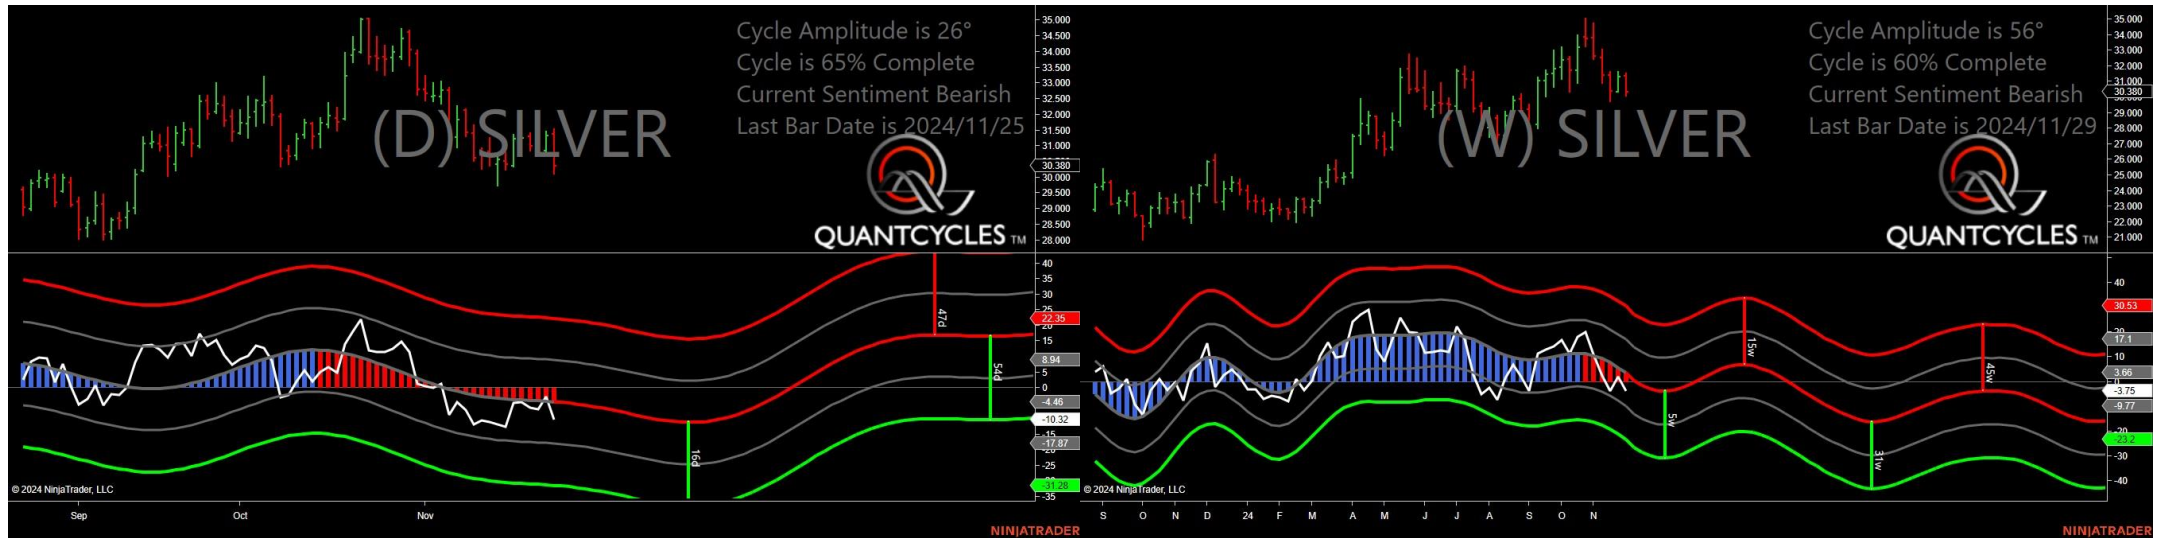 Cycle Amplitude is 26°
Cycle is 65% Complete
Current Sentiment Bearish
Last Bar Date is 2024/11/25
(D) SILVER
QUANTCYCLES TM
35.000
34.500
34.000
33.500
33.000
32.500
32.000
31.500
31.000
30.380
30.000
29.500
29.000
28.500
28.000
40
35
30
22.35
20
15
8.94
5
0
-4.46
-10.32
-15
-17.87
-25
-31.28
-35
47d
54d
16d
© 2024 NinjaTrader, LLC
Sep Oct Nov
NINJATRADER
Cycle Amplitude is 56°
Cycle is 60% Complete
Current Sentiment Bearish
Last Bar Date is 2024/11/29
(W) SILVER
QUANTCYCLES TM
35.000
34.000
33.000
32.000
31.000
30.380
29.000
28.000
27.000
26.000
25.000
24.000
23.000
22.000
21.000
40
30.53
17.1
10
3.66
-3.75
-9.77
-20
-23.2
-30
-40
15w
45w
5w
31w
© 2024 NinjaTrader, LLC
S O N D 24 F M A M J J A S O N
NINJATRADER